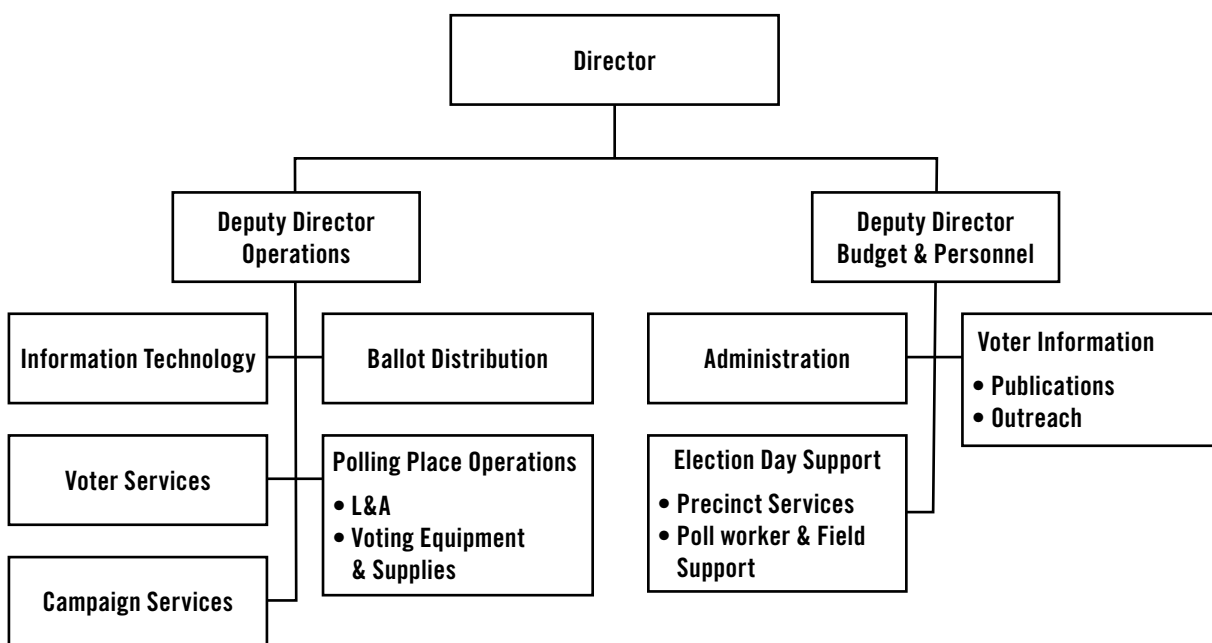 Director
Deputy Director
Operations
Deputy Director
Budget & Personnel
Information Technology
Ballot Distribution
Administration
Voter Information
• Publications
• Outreach
Voter Services
Polling Place Operations
• L&A
• Voting Equipment
& Supplies
Election Day Support
• Precinct Services
• Poll worker & Field
Support
Campaign Services